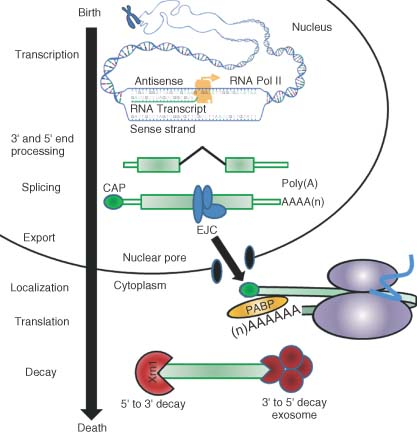 Birth
Nucleus
Transcription
Antisense
RNA Pol II
RNA Transcript
Sense strand
3' and 5' end
processing
Splicing
CAP
Poly(A)
AAAA(n)
EJC
Export
Nuclear pore
Localization
Cytoplasm
PABP
(n)AAAAAA
Translation
Decay
Xrn1
5' to 3' decay
3' to 5' decay
exosome
Death